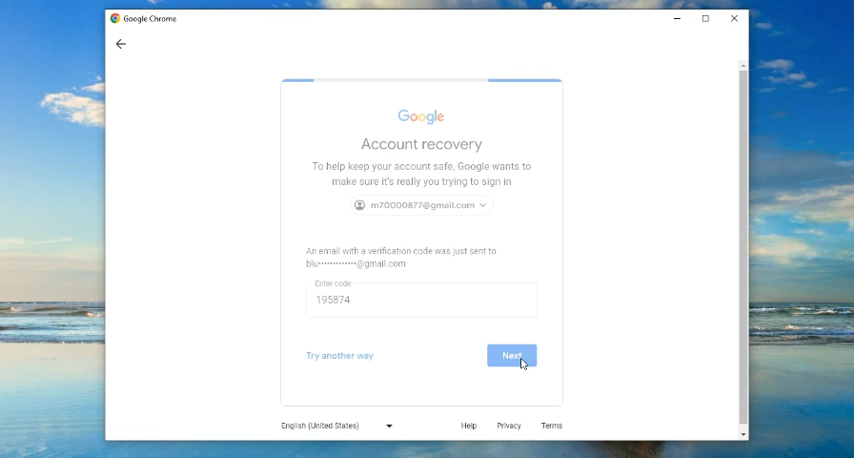 Google Chrome
Google
Account recovery
To help keep your account safe, Google wants to
make sure it's really you trying to sign in
m70000877@gmail.com
An email with a verification code was just sent to
blu••••••••••••@gmail.com
Enter code
195874
Try another way
Next
English (United States)
Help
Privacy
Terms